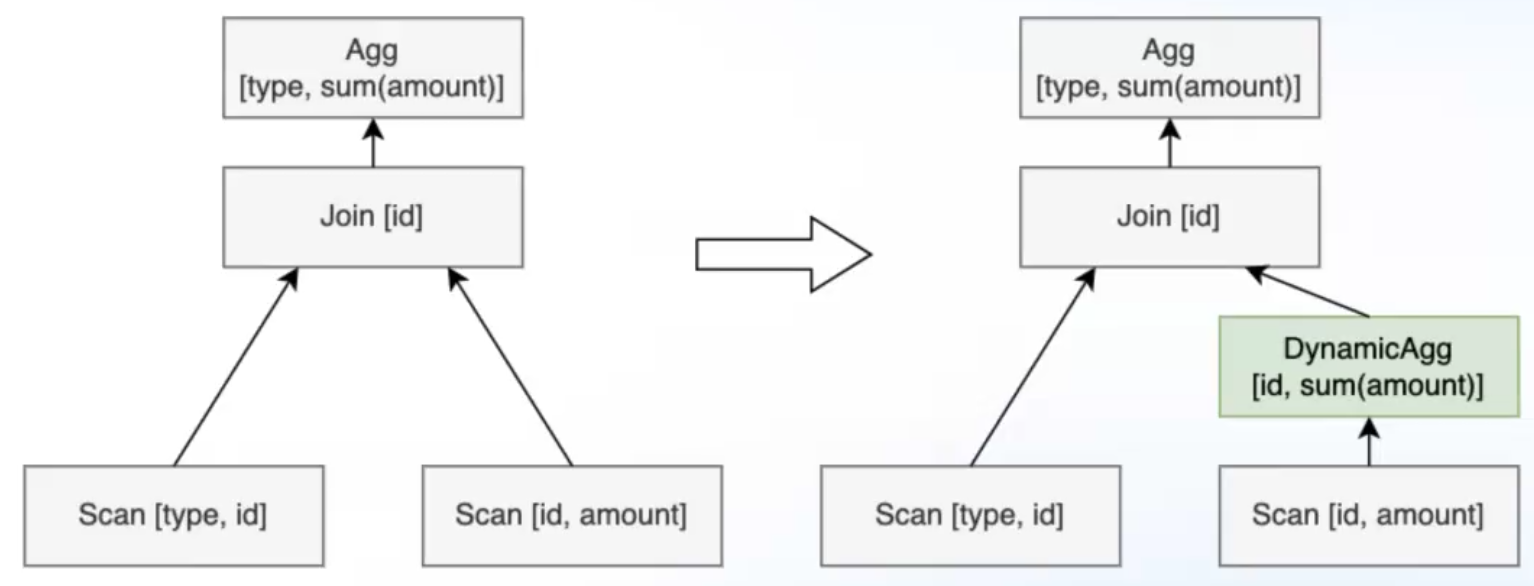 Agg
[type, sum(amount)]
Join [id]
Scan [type, id]
Scan [id, amount]
Agg
[type, sum(amount)]
Join [id]
DynamicAgg
[id, sum(amount)]
Scan [type, id]
Scan [id, amount]